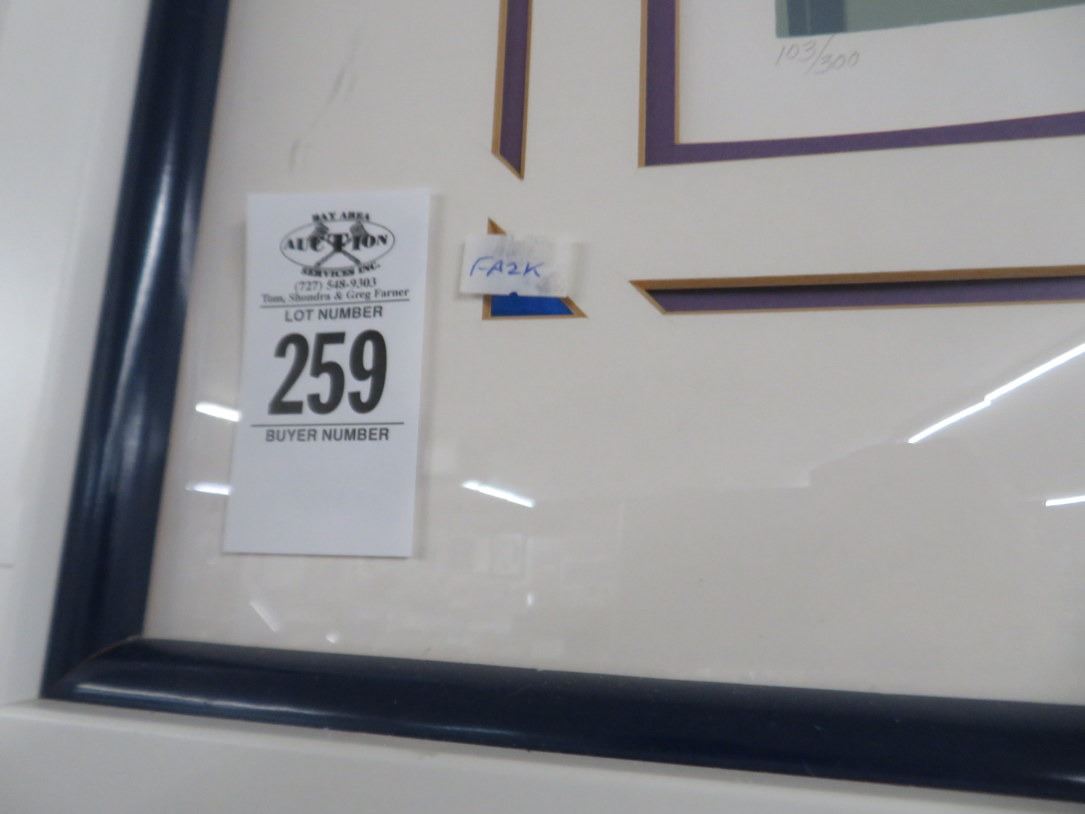 103/300
BAY AREA
AUCTION
SERVICES INC.
(727) 548-9303
Tom, Shondra & Greg Farner
LOT NUMBER
259
BUYER NUMBER
FA2K